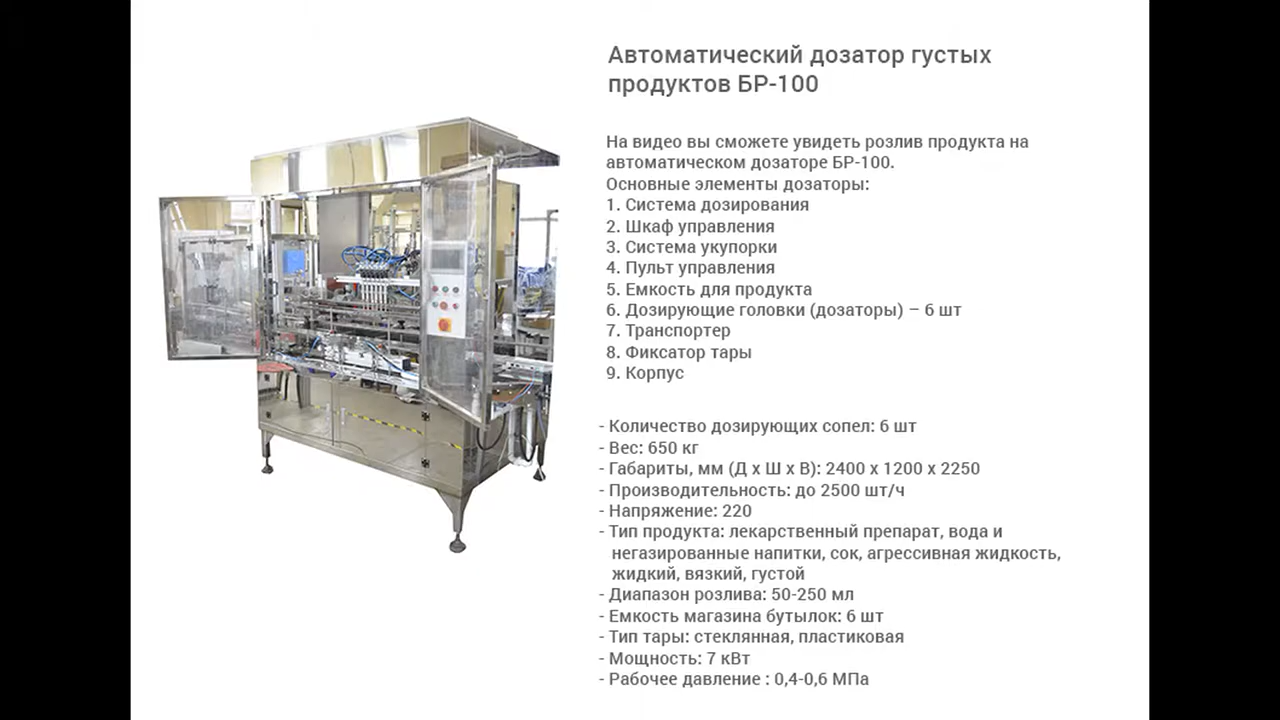 Автоматический дозатор густых
продуктов БР-100
На видео вы сможете увидеть розлив продукта на
автоматическом дозаторе БР-100.
Основные элементы дозаторы:
1. Система дозирования
2. Шкаф управления
3. Система укупорки
4. Пульт управления
5. Емкость для продукта
6. Дозирующие головки (дозаторы) – 6 шт
7. Транспортер
8. Фиксатор тары
9. Корпус
- Количество дозирующих сопел: 6 шт
- Вес: 650 кг
- Габариты, мм (Д х Ш х В): 2400 х 1200 х 2250
- Производительность: до 2500 шт/ч
- Напряжение: 220
- Тип продукта: лекарственный препарат, вода и
негазированные напитки, сок, агрессивная жидкость,
жидкий, вязкий, густой
- Диапазон розлива: 50-250 мл
- Емкость магазина бутылок: 6 шт
- Тип тары: стеклянная, пластиковая
- Мощность: 7 кВт
- Рабочее давление : 0,4-0,6 МПа